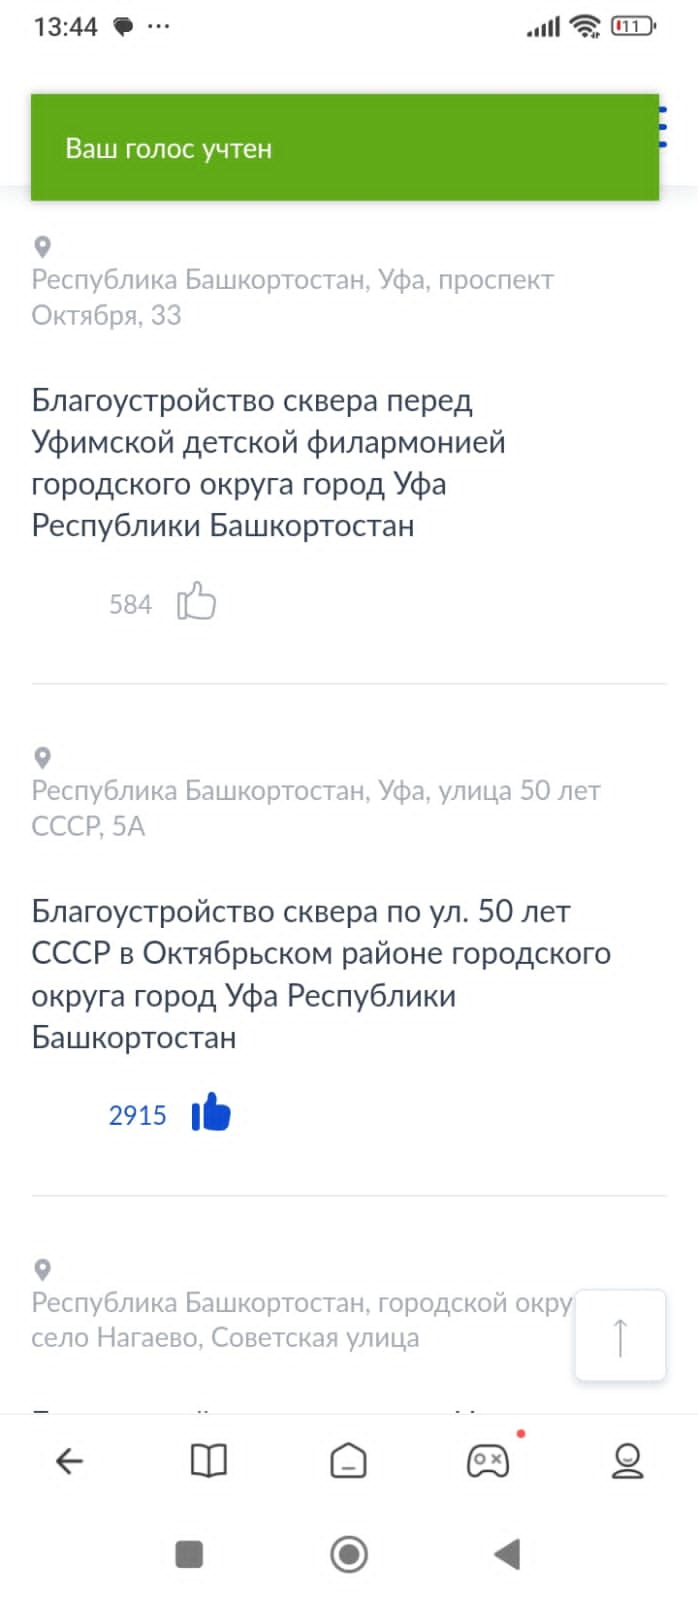 13:44
11
Ваш голос учтен
Республика Башкортостан, Уфа, проспект
Октября, 33
Благоустройство сквера перед
Уфимской детской филармонией
городского округа город Уфа
Республики Башкортостан
584
Республика Башкортостан, Уфа, улица 50 лет
СССР, 5А
Благоустройство сквера по ул. 50 лет
СССР в Октябрьском районе городского
округа город Уфа Республики
Башкортостан
2915
Республика Башкортостан, городской окру
село Нагаево, Советская улица